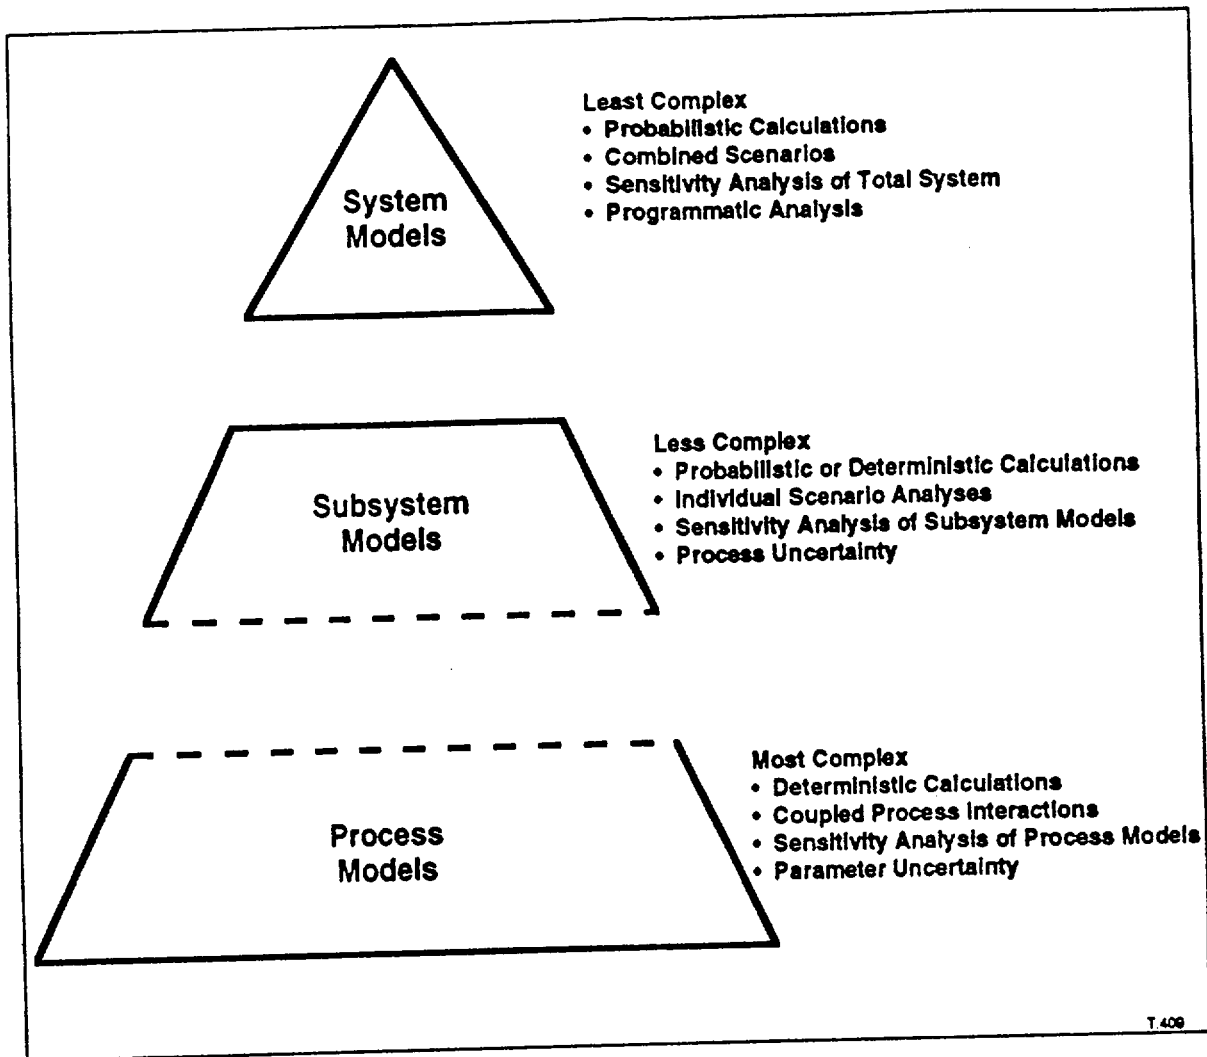 System
Models
Least Complex
• Probabilistic Calculations
• Combined Scenarios
• Sensitivity Analysis of Total System
• Programmatic Analysis
Subsystem
Models
Less Complex
• Probabilistic or Deterministic Calculations
• Individual Scenario Analyses
• Sensitivity Analysis of Subsystem Models
• Process Uncertainty
Process
Models
Most Complex
• Deterministic Calculations
• Coupled Process Interactions
• Sensitivity Analysis of Process Models
• Parameter Uncertainty
T.409